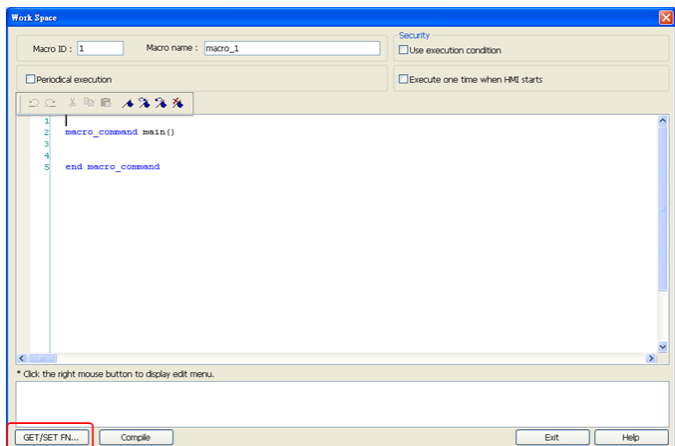 Work Space
Security
Macro ID : 1 Macro name : macro_1
Use execution condition
Periodical execution
Execute one time when HMI starts
1
2 macro_command main()
3
4
5 end macro_command
* Click the right mouse button to display edit menu.
GET/SET FN... Compile Exit Help